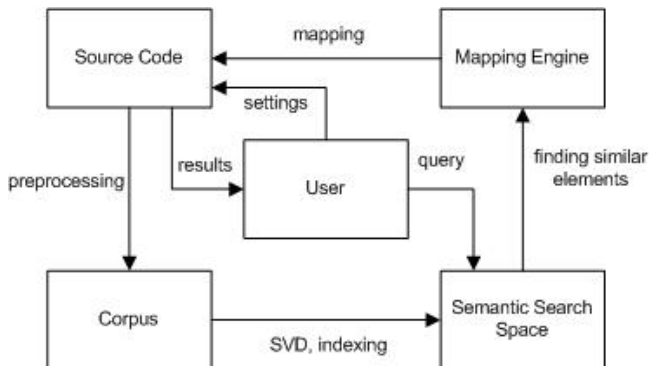 mapping
Source Code
Mapping Engine
settings
preprocessing
results
User
query
finding similar
elements
Corpus
SVD, indexing
Semantic Search
Space